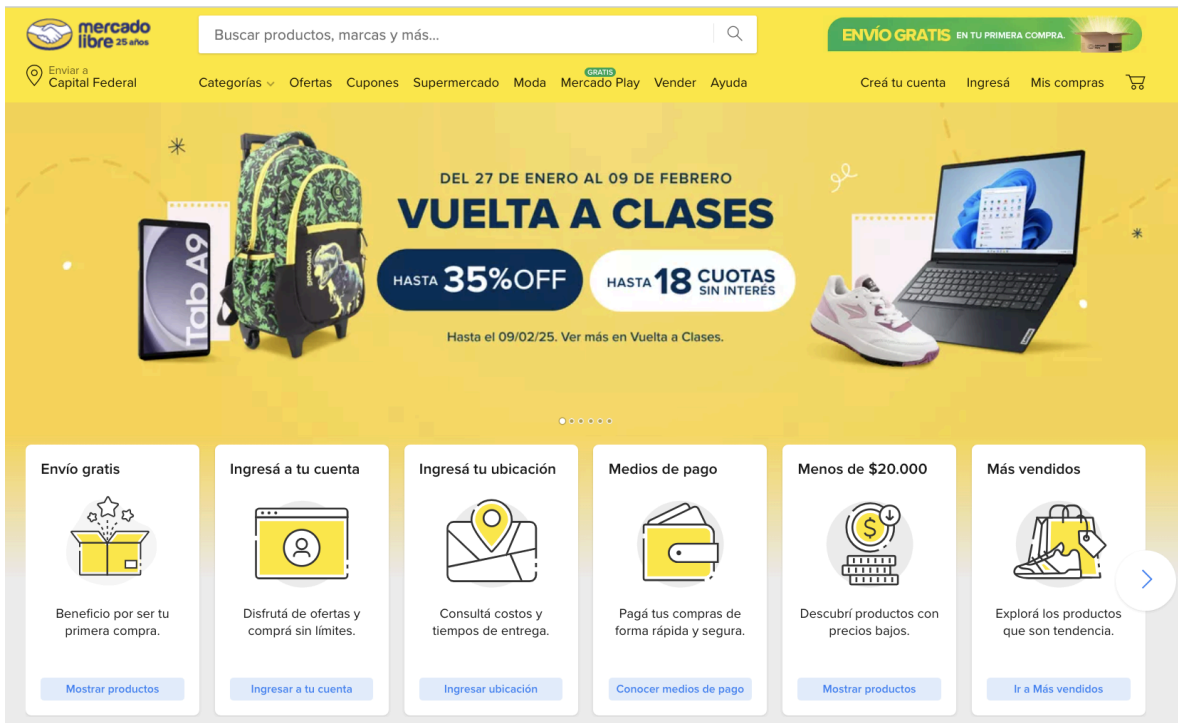 mercado
libre 25 años
Buscar productos, marcas y más...
ENVÍO GRATIS EN TU PRIMERA COMPRA.
Enviar a
Capital Federal
Categorías
Ofertas
Cupones
Supermercado
Moda
GRATIS
Mercado Play
Vender
Ayuda
Creá tu cuenta
Ingresá
Mis compras
DEL 27 DE ENERO AL 09 DE FEBRERO
VUELTA A CLASES
HASTA 35% OFF
HASTA 18 CUOTAS
SIN INTERÉS
Hasta el 09/02/25. Ver más en Vuelta a Clases.
Tab A9
Lenovo
Envío gratis
Beneficio por ser tu
primera compra.
Mostrar productos
Ingresá a tu cuenta
Disfrutá de ofertas y
comprá sin límites.
Ingresar a tu cuenta
Ingresá tu ubicación
Consultá costos y
tiempos de entrega.
Ingresar ubicación
Medios de pago
Pagá tus compras de
forma rápida y segura.
Conocer medios de pago
Menos de $20.000
$
Descubrí productos con
precios bajos.
Mostrar productos
Más vendidos
Explorá los productos
que son tendencia.
Ir a Más vendidos